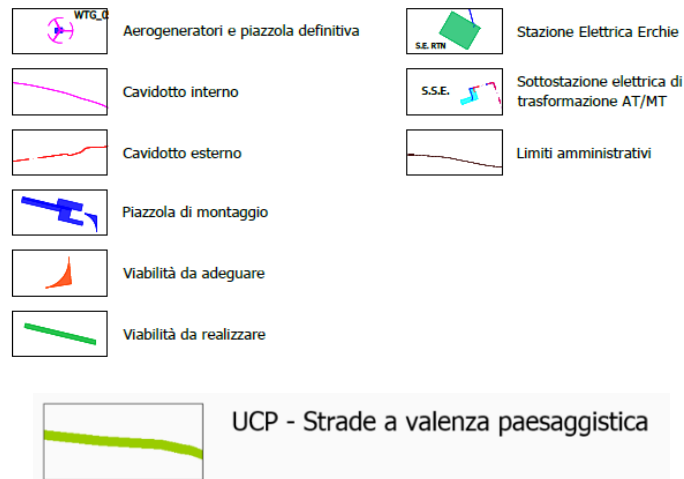 WTG_0
Aerogeneratori e piazzola definitiva
Cavidotto interno
Cavidotto esterno
Piazzola di montaggio
Viabilità da adeguare
Viabilità da realizzare
S.E. RTN
Stazione Elettrica Erchie
S.S.E.
Sottostazione elettrica di
trasformazione AT/MT
Limiti amministrativi
UCP - Strade a valenza paesaggistica